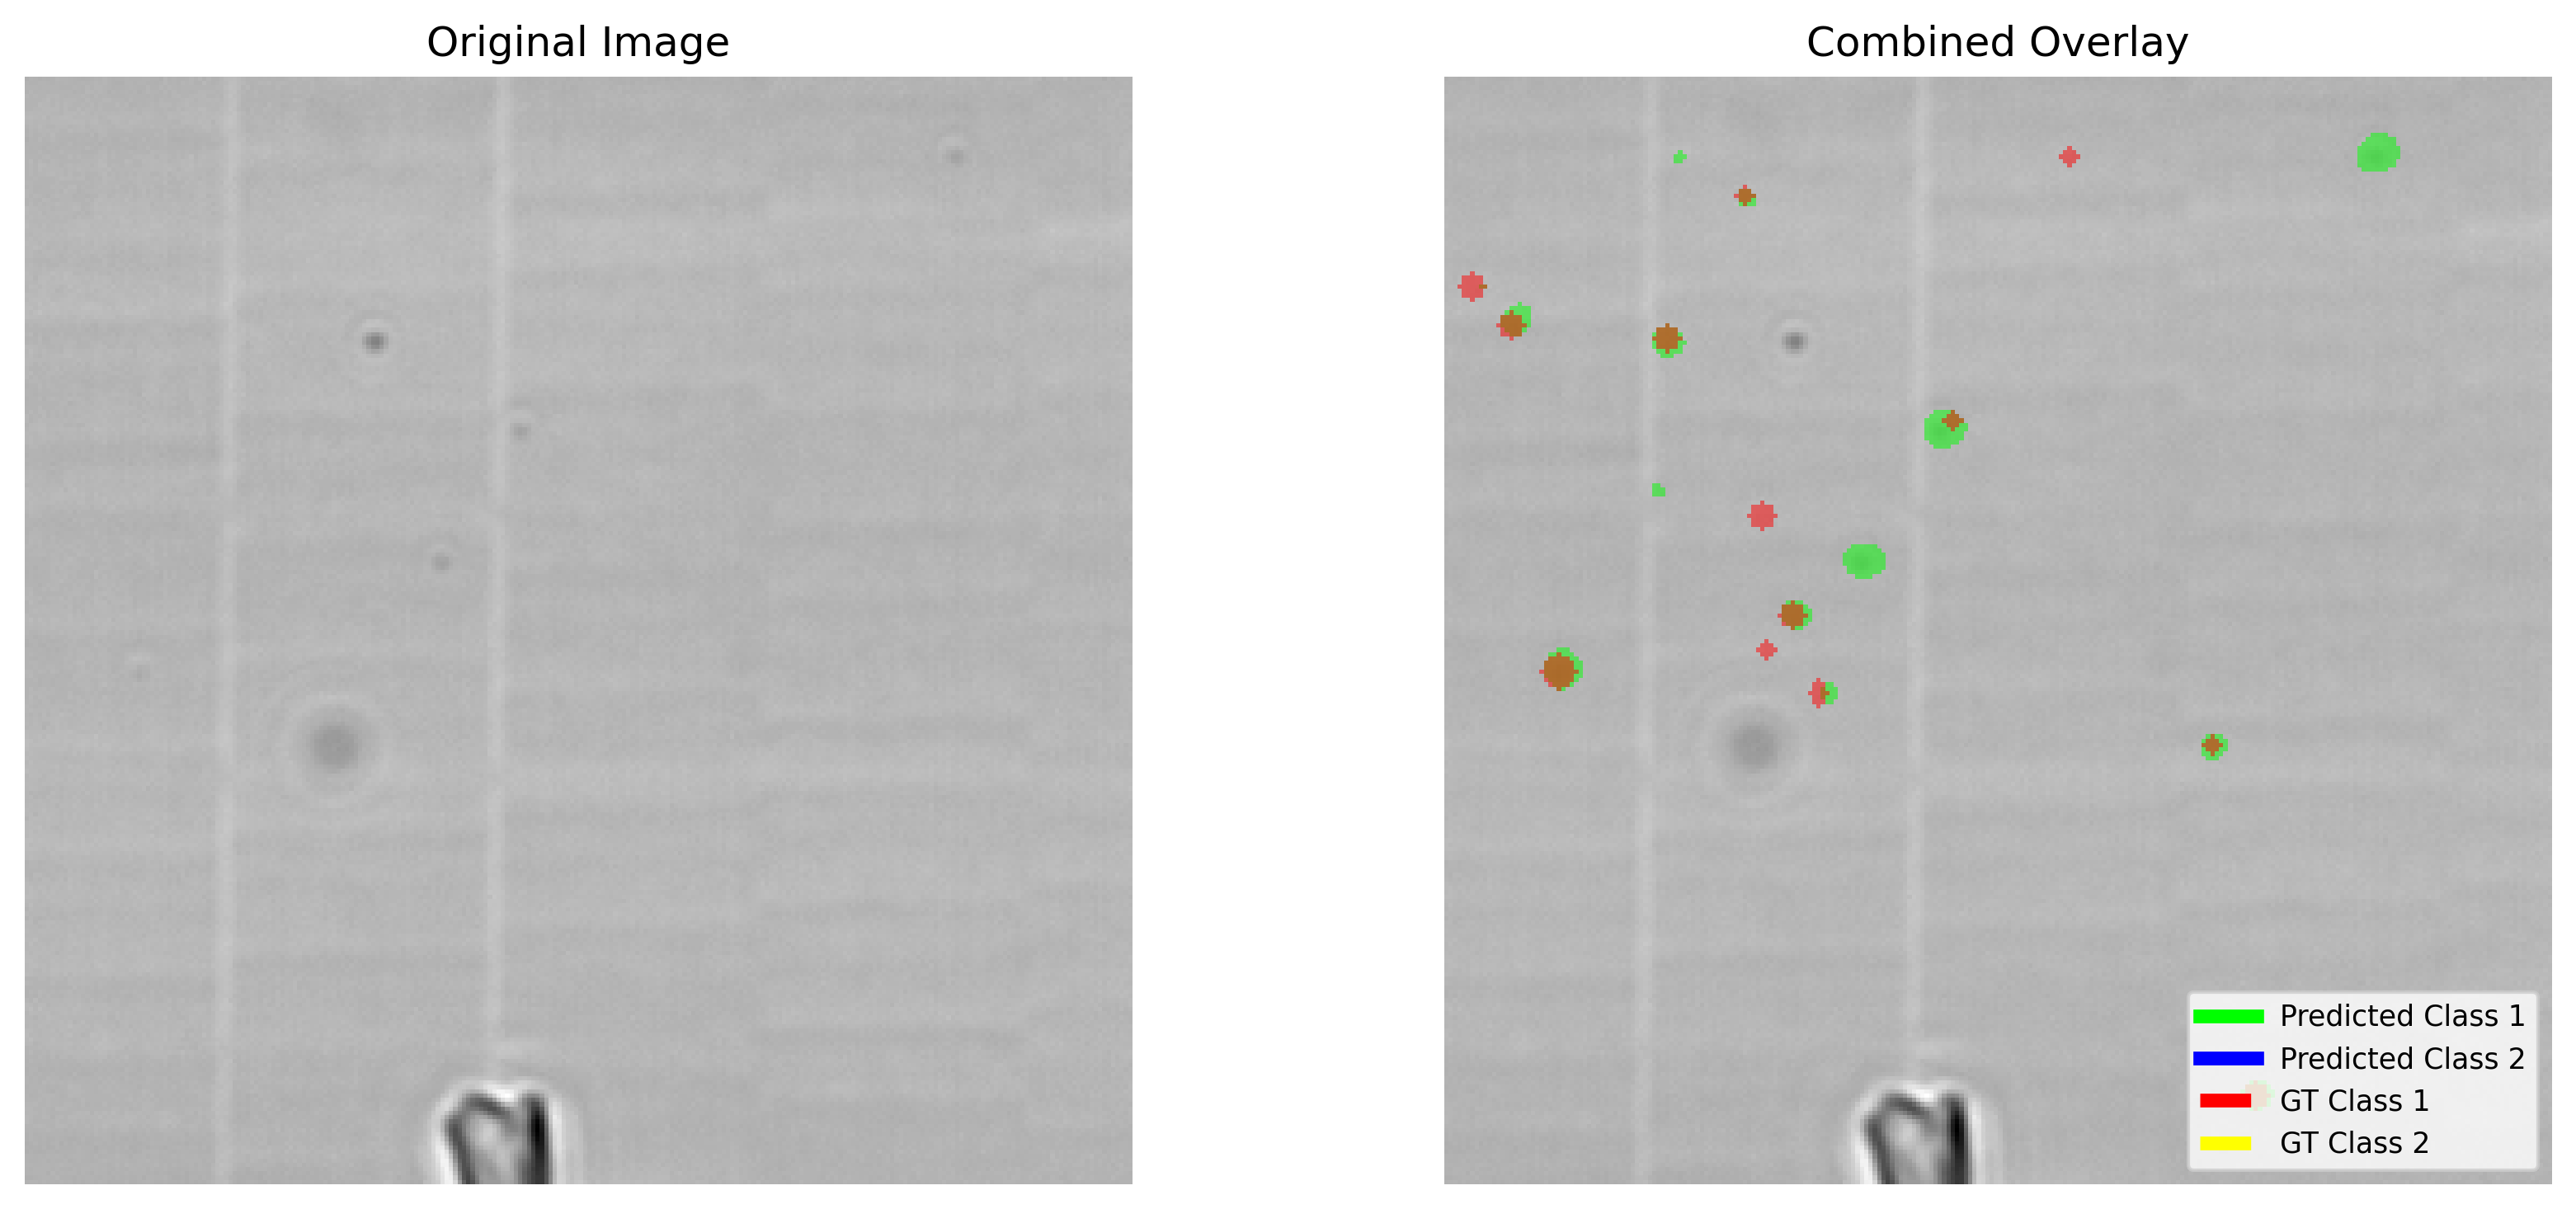 Original Image
Combined Overlay
Predicted Class 1
Predicted Class 2
GT Class 1
GT Class 2